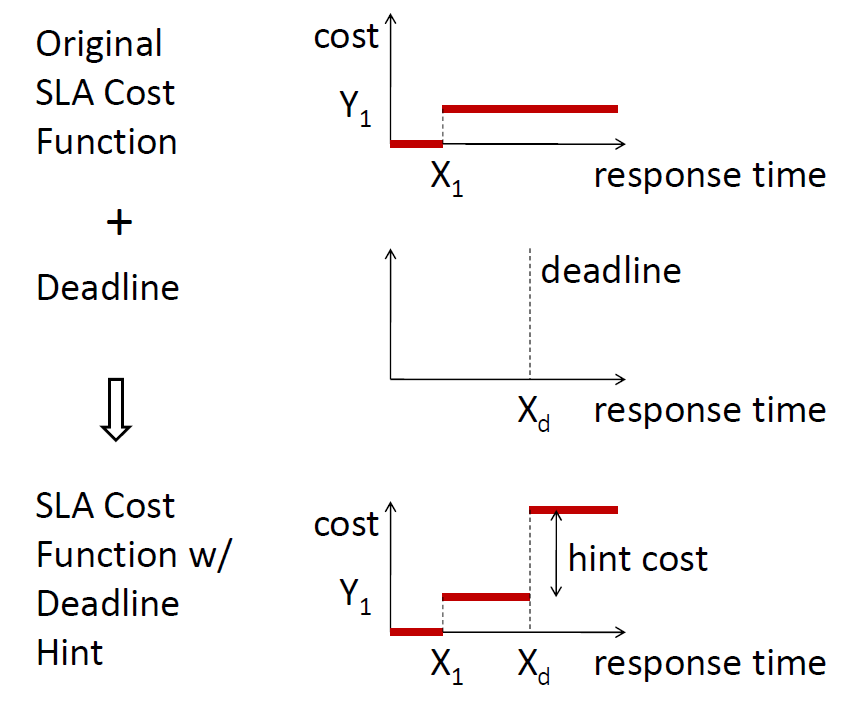 Original
SLA Cost
Function
cost
Y1
X1
response time
+
Deadline
deadline
Xd
response time
SLA Cost
Function w/
Deadline
Hint
cost
hint cost
Y1
X1
Xd
response time